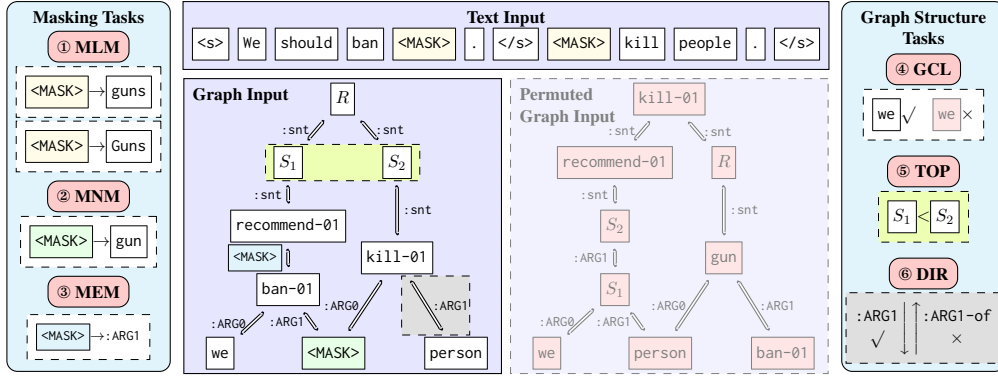 Masking Tasks
① MLM
<MASK> → guns
<MASK> → Guns
② MNM
<MASK> → gun
③ MEM
<MASK> → :ARG1
Text Input
<s> We should ban <MASK> . </s> <MASK> kill people . </s>
Graph Input
R
:snt :snt
S1 S2
:snt :snt
recommend-01
<MASK> kill-01
ban-01
:ARG0 :ARG1 :ARG0 :ARG1
we <MASK> person
Permuted
Graph Input
kill-01
:snt :snt
recommend-01 R
:snt :snt
S2
:ARG1 gun
S1
:ARG0 :ARG1 :ARG0 :ARG1
we person ban-01
Graph Structure
Tasks
④ GCL
we √ we ×
⑤ TOP
S1 < S2
⑥ DIR
:ARG1 :ARG1-of
√ ×